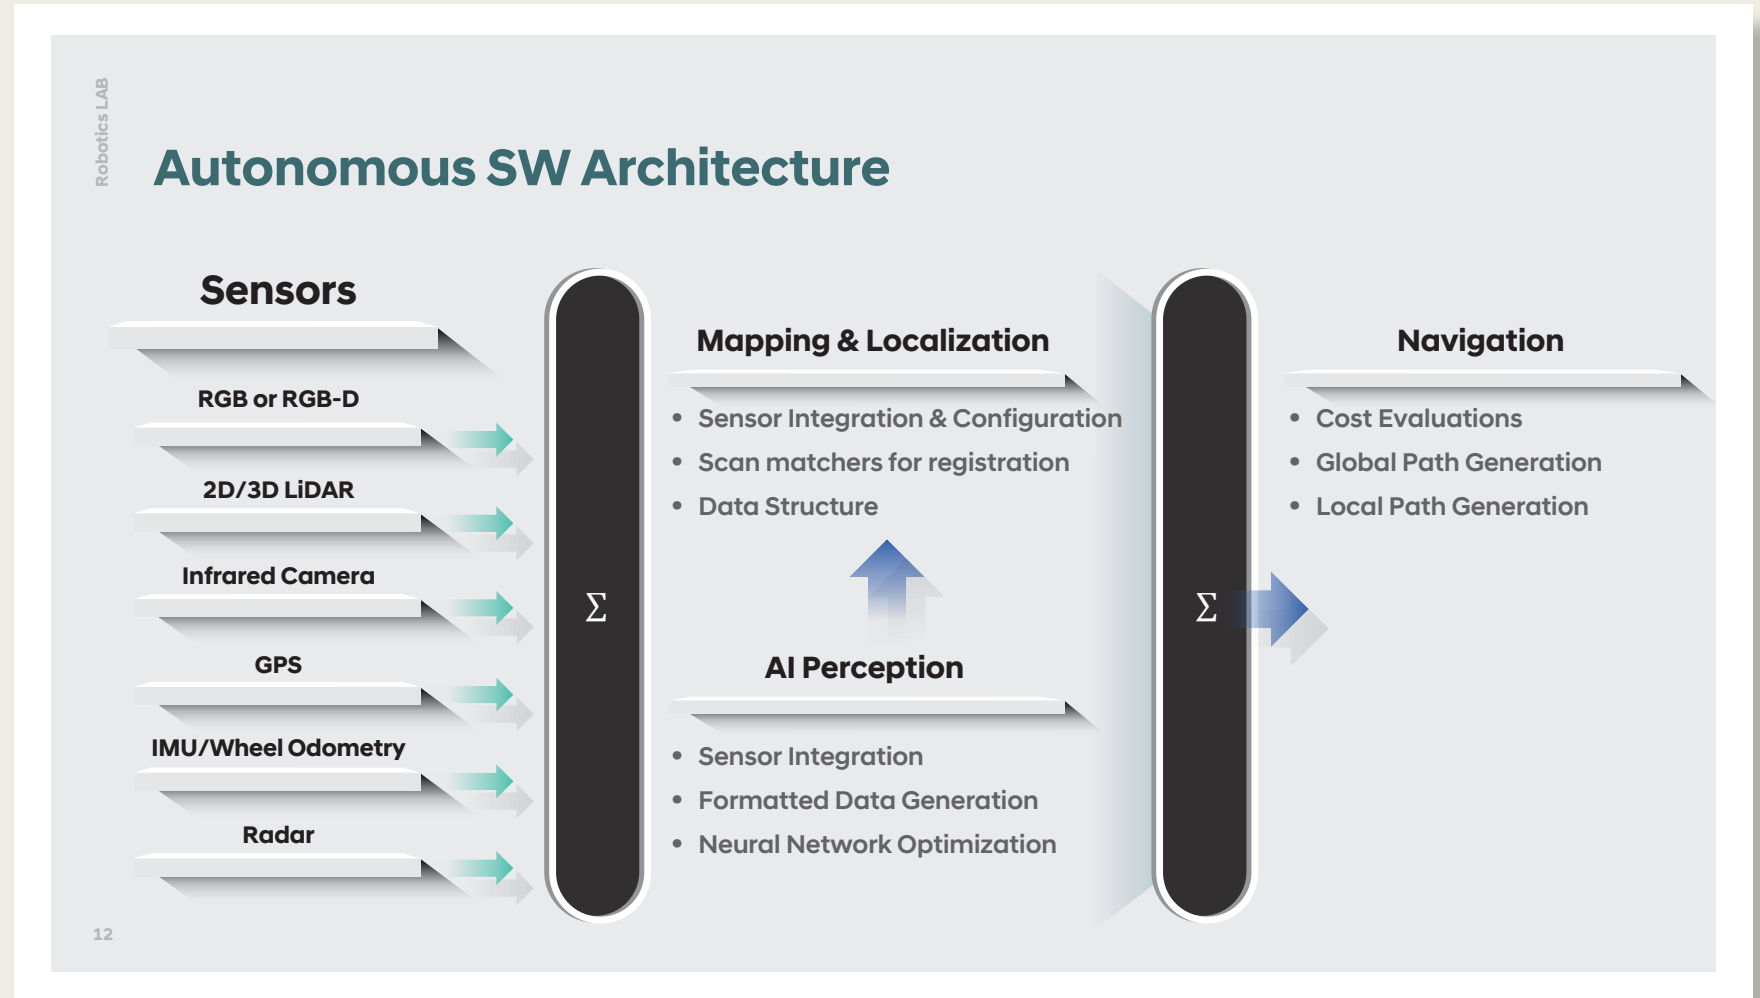 Robotics LAB
Autonomous SW Architecture
Sensors
RGB or RGB-D
2D/3D LiDAR
Infrared Camera
GPS
IMU/Wheel Odometry
Radar
Σ
Mapping & Localization
• Sensor Integration & Configuration
• Scan matchers for registration
• Data Structure
AI Perception
• Sensor Integration
• Formatted Data Generation
• Neural Network Optimization
Σ
Navigation
• Cost Evaluations
• Global Path Generation
• Local Path Generation
12